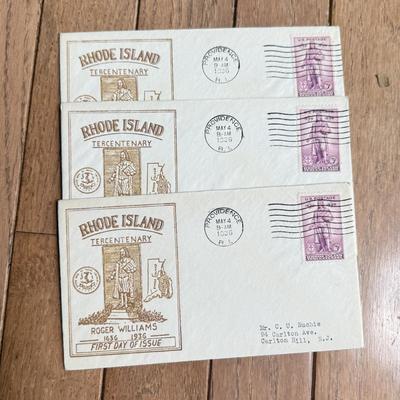 RHODE ISLAND
TERCENTENARY
PROVIDENCE
MAY 4
9-AM
1936
R.I.
U.S. POSTAGE
RHODE ISLAND
TERCENTENARY
PROVIDENCE
MAY 4
9-AM
1936
R.I.
RHODE ISLAND
TERCENTENARY
ROGER WILLIAMS
1636 1936
FIRST DAY OF ISSUE
PROVIDENCE
MAY 4
9-AM
1936
R.I.
U.S. POSTAGE
Mr. C. U. Buchie
94 Carlton Ave.
Carlton Hill, N.J.